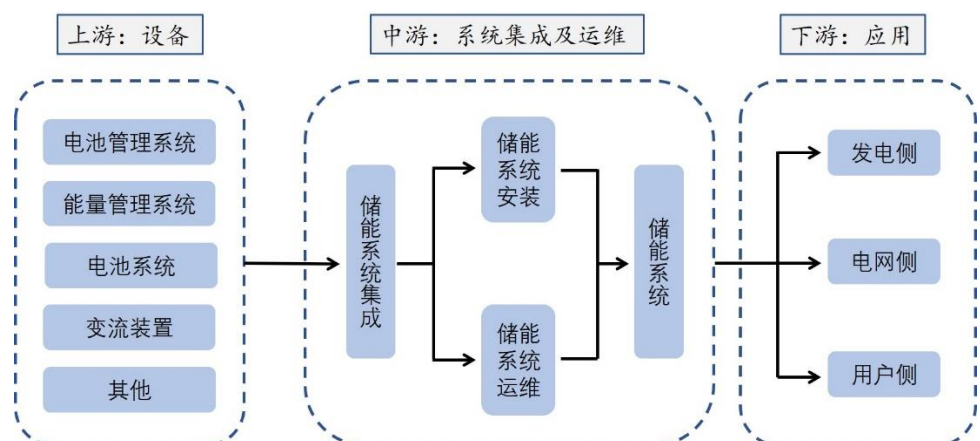 上游：设备
中游：系统集成及运维
下游：应用
电池管理系统
能量管理系统
电池系统
变流装置
其他
储能系统集成
储能
系统
安装
储能
系统
运维
储能系统
发电侧
电网侧
用户侧